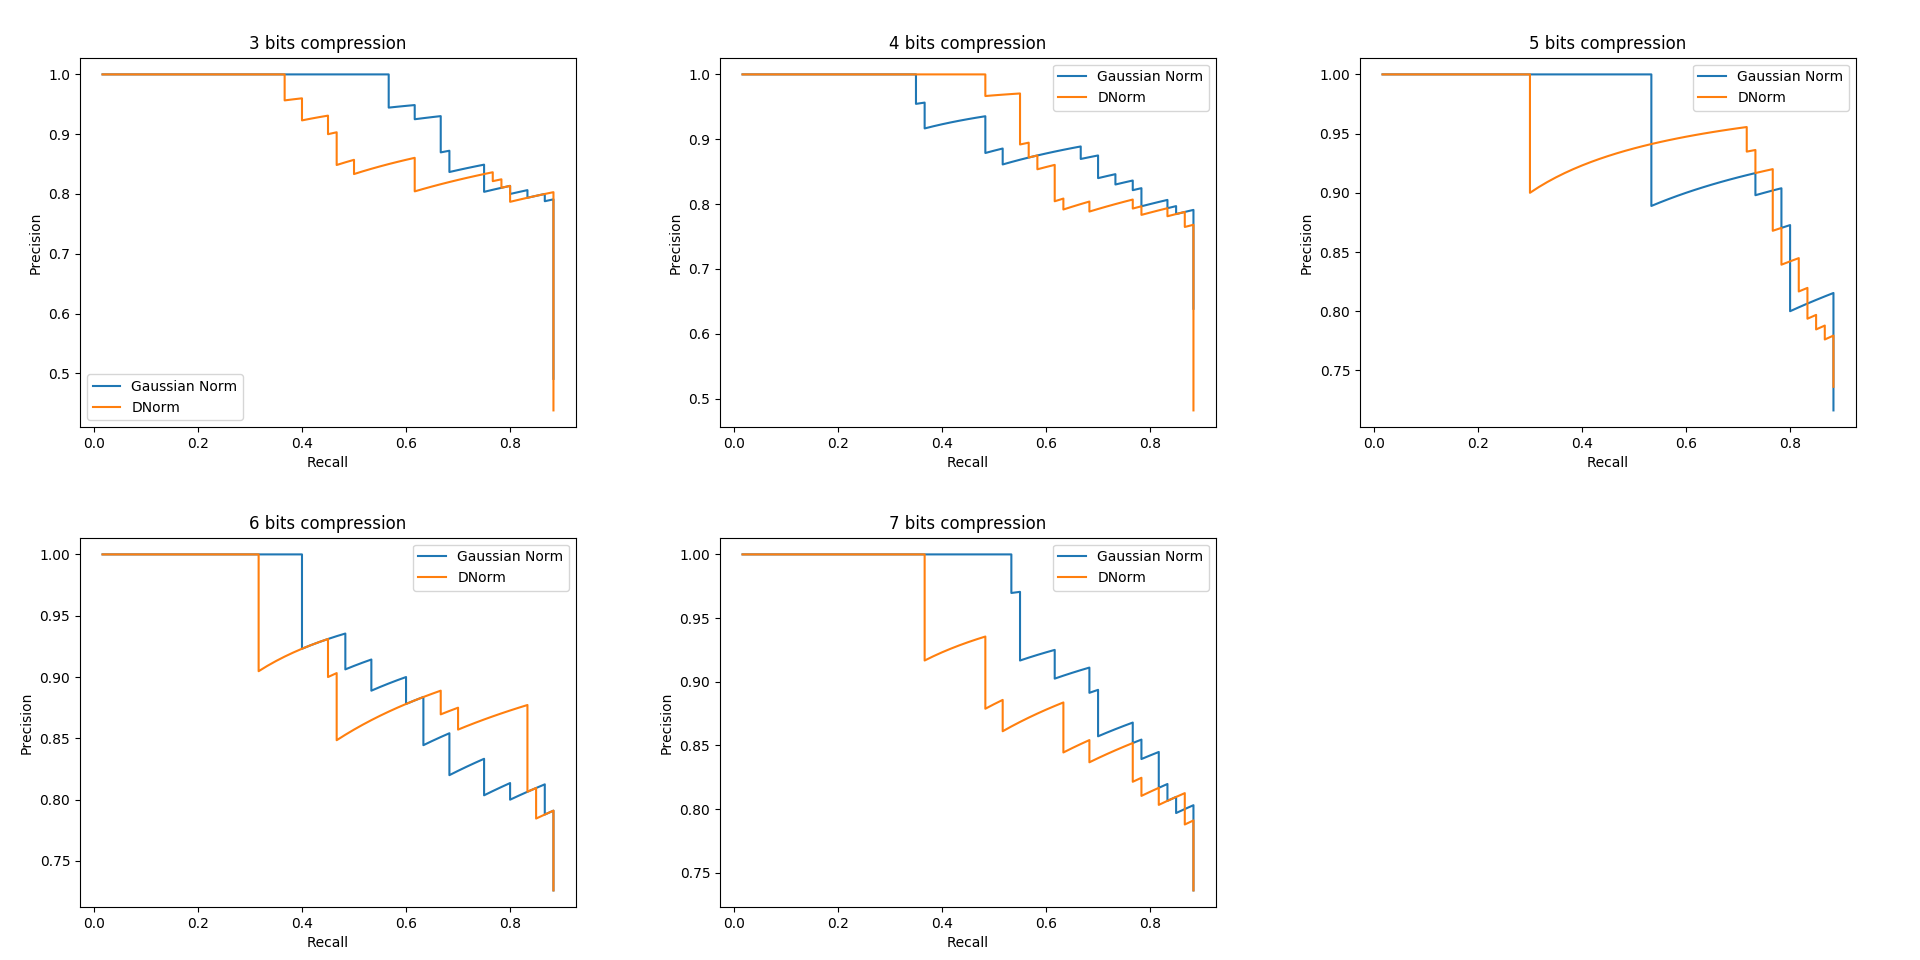 3 bits compression
1.0
0.9
0.8
0.7
0.6
0.5
Precision
Gaussian Norm
DNorm
0.0 0.2 0.4 0.6 0.8
Recall
4 bits compression
1.0
0.9
0.8
0.7
0.6
0.5
Precision
Gaussian Norm
DNorm
0.0 0.2 0.4 0.6 0.8
Recall
5 bits compression
1.00
0.95
0.90
0.85
0.80
0.75
Precision
Gaussian Norm
DNorm
0.0 0.2 0.4 0.6 0.8
Recall
6 bits compression
1.00
0.95
0.90
0.85
0.80
0.75
Precision
Gaussian Norm
DNorm
0.0 0.2 0.4 0.6 0.8
Recall
7 bits compression
1.00
0.95
0.90
0.85
0.80
0.75
Precision
Gaussian Norm
DNorm
0.0 0.2 0.4 0.6 0.8
Recall